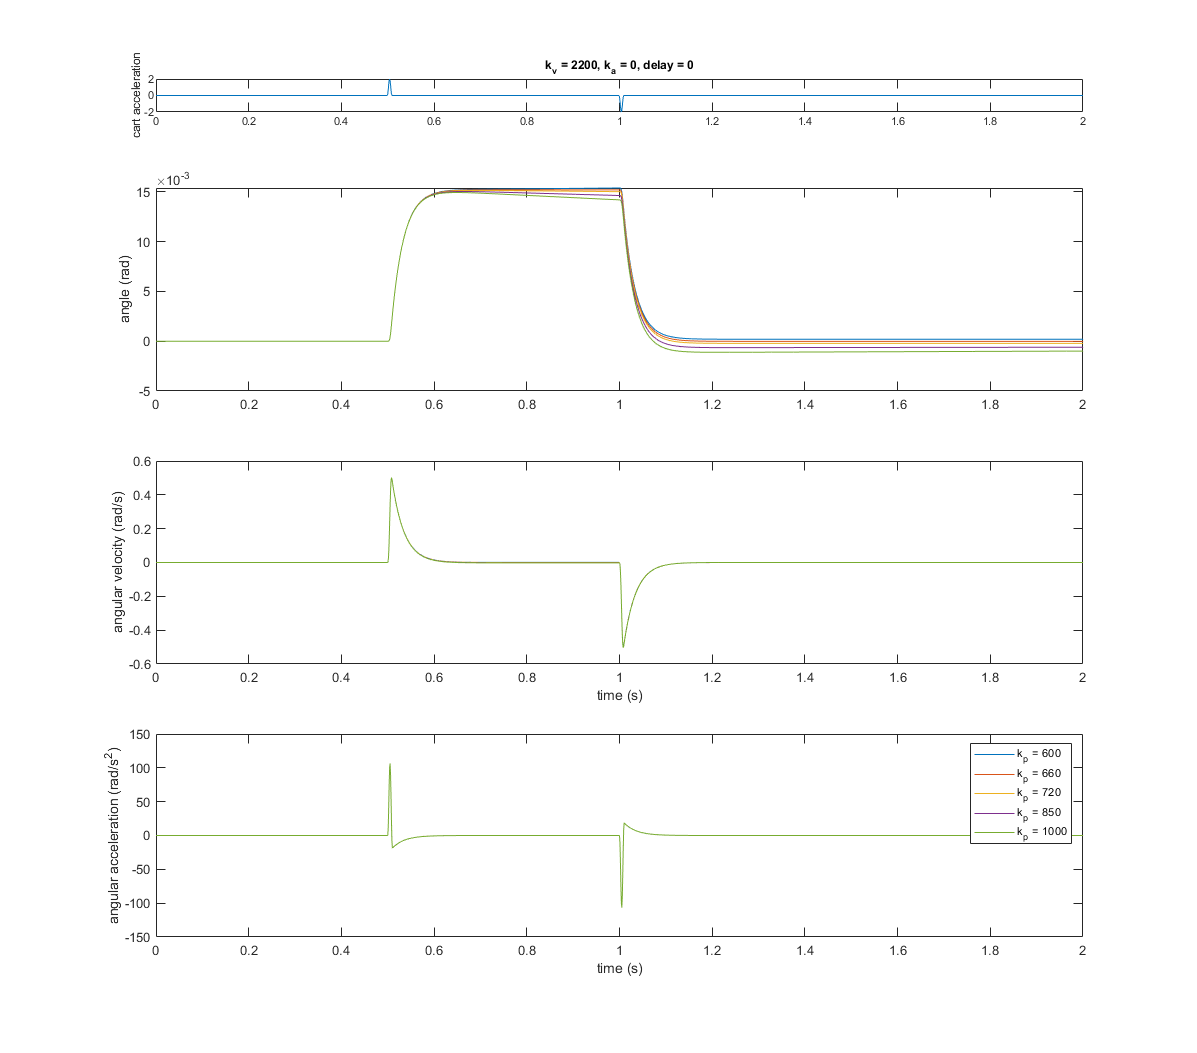 k_v = 2200, k_a = 0, delay = 0
cart acceleration
2
0
-2
0 0.2 0.4 0.6 0.8 1 1.2 1.4 1.6 1.8 2
×10^-3
angle (rad)
15
10
5
0
-5
0 0.2 0.4 0.6 0.8 1 1.2 1.4 1.6 1.8 2
angular velocity (rad/s)
0.6
0.4
0.2
0
-0.2
-0.4
-0.6
0 0.2 0.4 0.6 0.8 1 1.2 1.4 1.6 1.8 2
time (s)
angular acceleration (rad/s^2)
150
100
50
0
-50
-100
-150
k_p = 600
k_p = 660
k_p = 720
k_p = 850
k_p = 1000
0 0.2 0.4 0.6 0.8 1 1.2 1.4 1.6 1.8 2
time (s)